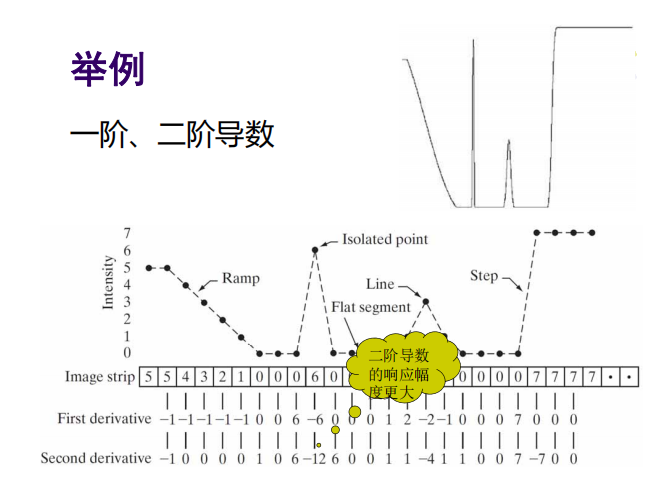 举例
一阶、二阶导数
7
6
5
4
3
2
1
0
Intensity
Ramp
Isolated point
Line
Flat segment
Step
二阶导数
的响应幅
度更大
Image strip 5 5 4 3 2 1 0 0 0 6 0 0 0 0 0 7 7 7 7 • •
First derivative −1 −1 −1 −1 −1 0 0 6 −6 0 0 0 1 2 −2 −1 0 0 0 7 0 0 0
Second derivative −1 0 0 0 0 1 0 6 −12 6 0 0 1 1 −4 1 1 0 0 7 −7 0 0